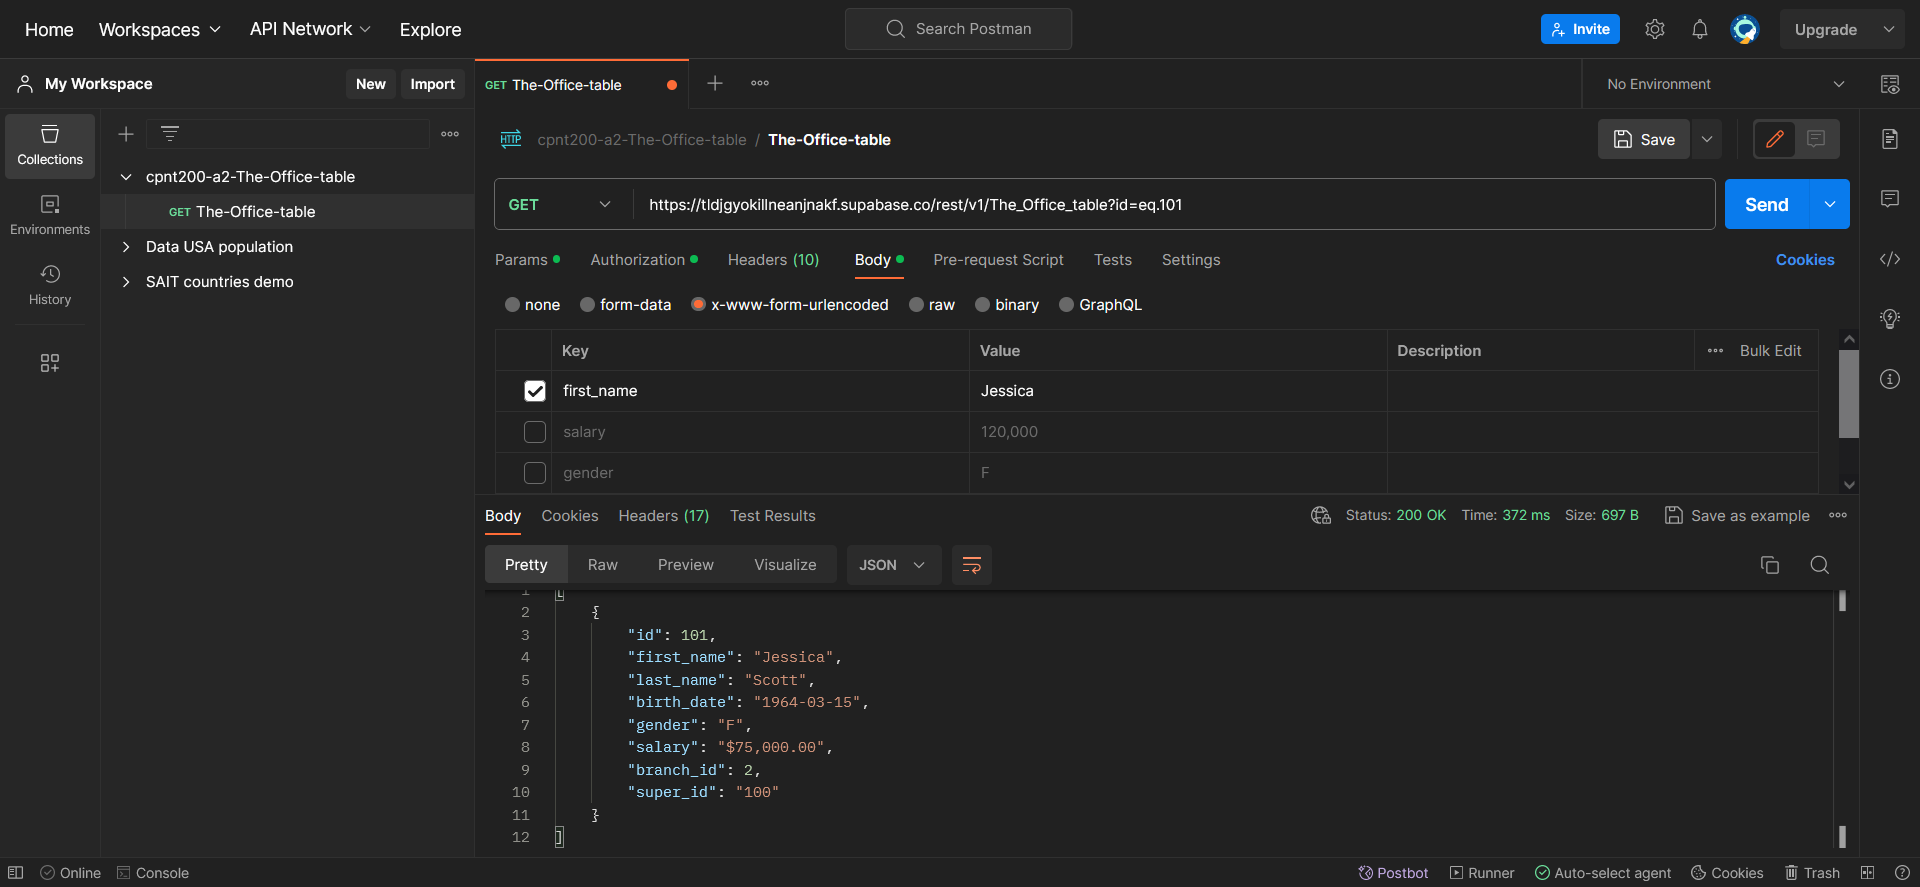 Home Workspaces API Network Explore Search Postman Invite Upgrade
My Workspace New Import GET The-Office-table No Environment
Collections
Environments
History
cpnt200-a2-The-Office-table
GET The-Office-table
Data USA population
SAIT countries demo
HTTP cpnt200-a2-The-Office-table / The-Office-table Save
GET https://tldjgyokillneanjnakf.supabase.co/rest/v1/The_Office_table?id=eq.101 Send
Params Authorization Headers (10) Body Pre-request Script Tests Settings Cookies
none form-data x-www-form-urlencoded raw binary GraphQL
Key Value Description Bulk Edit
first_name Jessica
salary 120,000
gender F
Body Cookies Headers (17) Test Results Status: 200 OK Time: 372 ms Size: 697 B Save as example
Pretty Raw Preview Visualize JSON
1 [
2 {
3 "id": 101,
4 "first_name": "Jessica",
5 "last_name": "Scott",
6 "birth_date": "1964-03-15",
7 "gender": "F",
8 "salary": "$75,000.00",
9 "branch_id": 2,
10 "super_id": "100"
11 }
12 ]
Online Console Postbot Runner Auto-select agent Cookies Trash